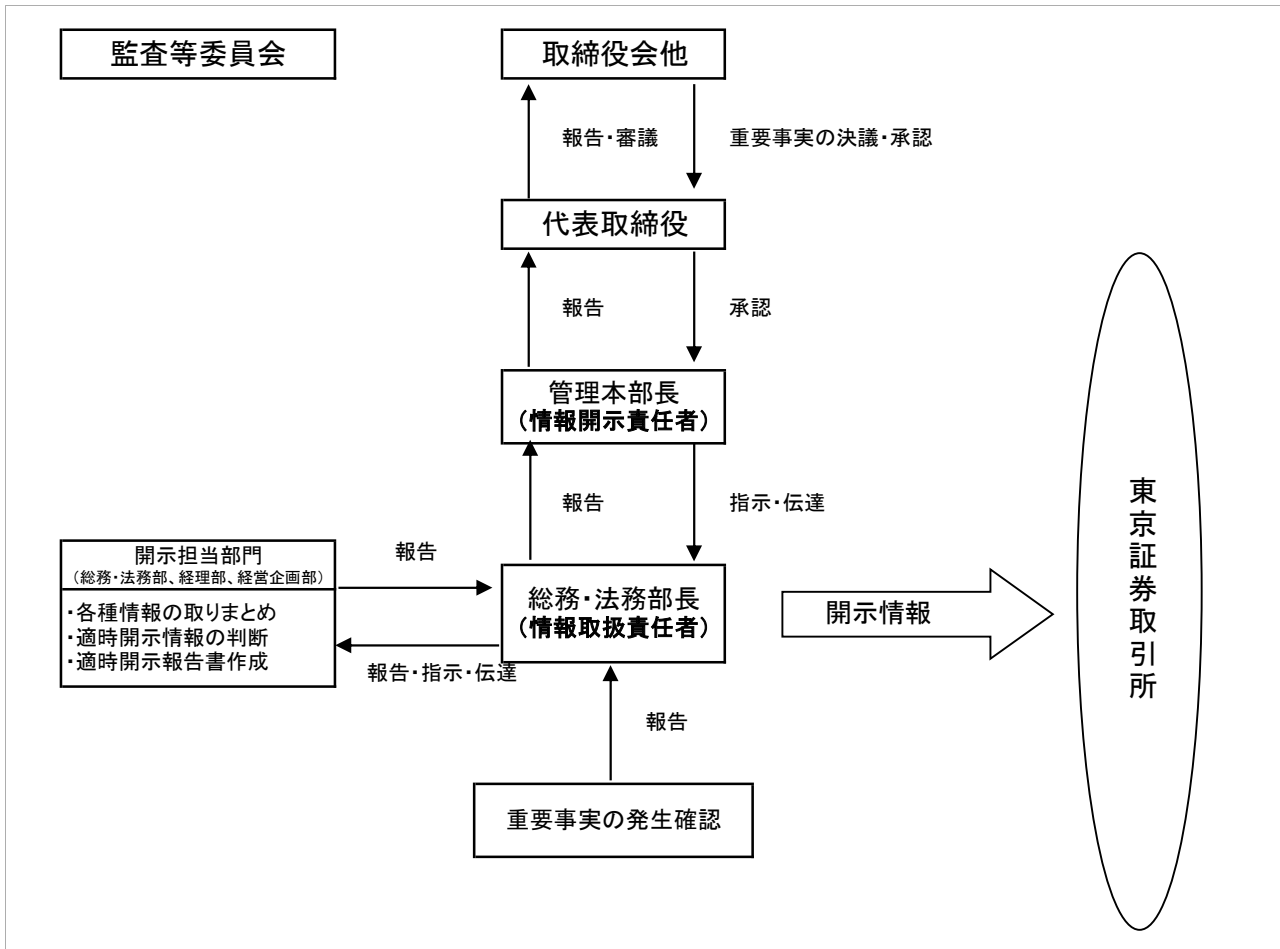 監査等委員会
取締役会他
報告・審議
重要事実の決議・承認
代表取締役
報告
承認
管理本部長
（情報開示責任者）
報告
指示・伝達
開示担当部門
（総務・法務部、経理部、経営企画部）
・各種情報の取りまとめ
・適時開示情報の判断
・適時開示報告書作成
報告
報告・指示・伝達
総務・法務部長
（情報取扱責任者）
開示情報
東京証券取引所
報告
重要事実の発生確認